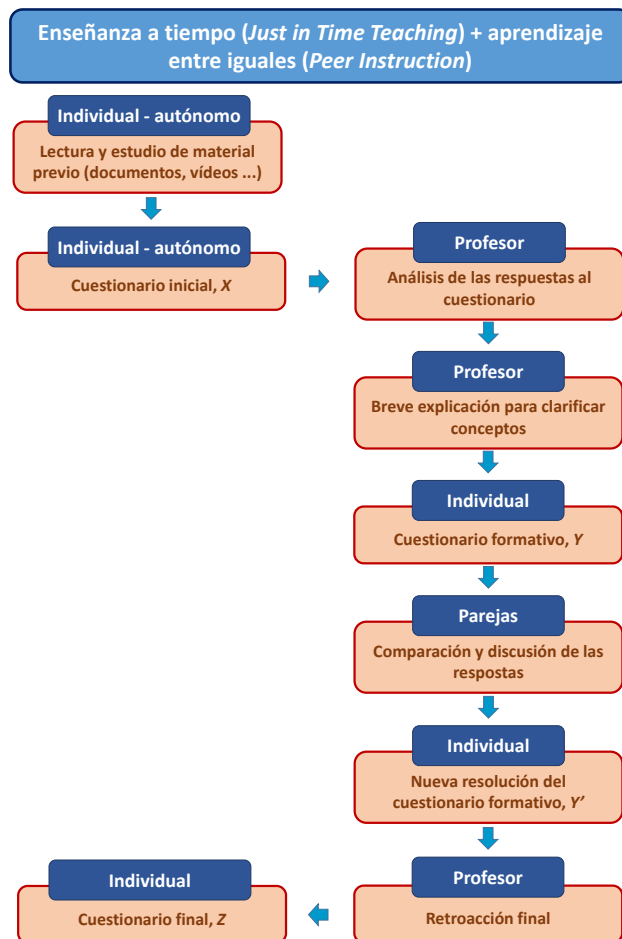 Enseñanza a tiempo (Just in Time Teaching) + aprendizaje
entre iguales (Peer Instruction)
Individual - autónomo
Lectura y estudio de material
previo (documentos, vídeos ...)
Individual - autónomo
Cuestionario inicial, X
Profesor
Análisis de las respuestas al
cuestionario
Profesor
Breve explicación para clarificar
conceptos
Individual
Cuestionario formativo, Y
Parejas
Comparación y discusión de las
respostas
Individual
Nueva resolución del
cuestionario formativo, Y’
Profesor
Retroacción final
Individual
Cuestionario final, Z